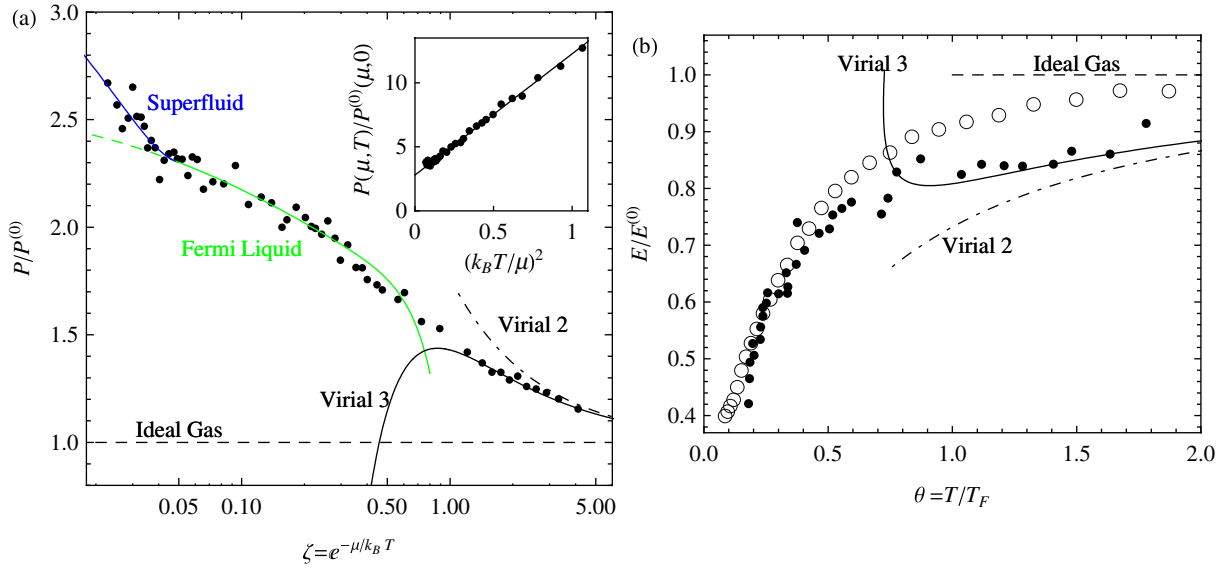 (a)
3.0
2.5
2.0
1.5
1.0
P/P⁽⁰⁾
Superfluid
Fermi Liquid
Virial 3
Virial 2
Ideal Gas
0.05 0.10 0.50 1.00 5.00
ζ=e^{-μ/k_B T}
P(μ,T)/P⁽⁰⁾(μ,0)
10
5
0
0 0.5 1
(k_B T/μ)²
(b)
1.0
0.9
0.8
0.7
0.6
0.5
0.4
E/E⁽⁰⁾
Virial 3
Ideal Gas
Virial 2
0.0 0.5 1.0 1.5 2.0
θ =T/T_F